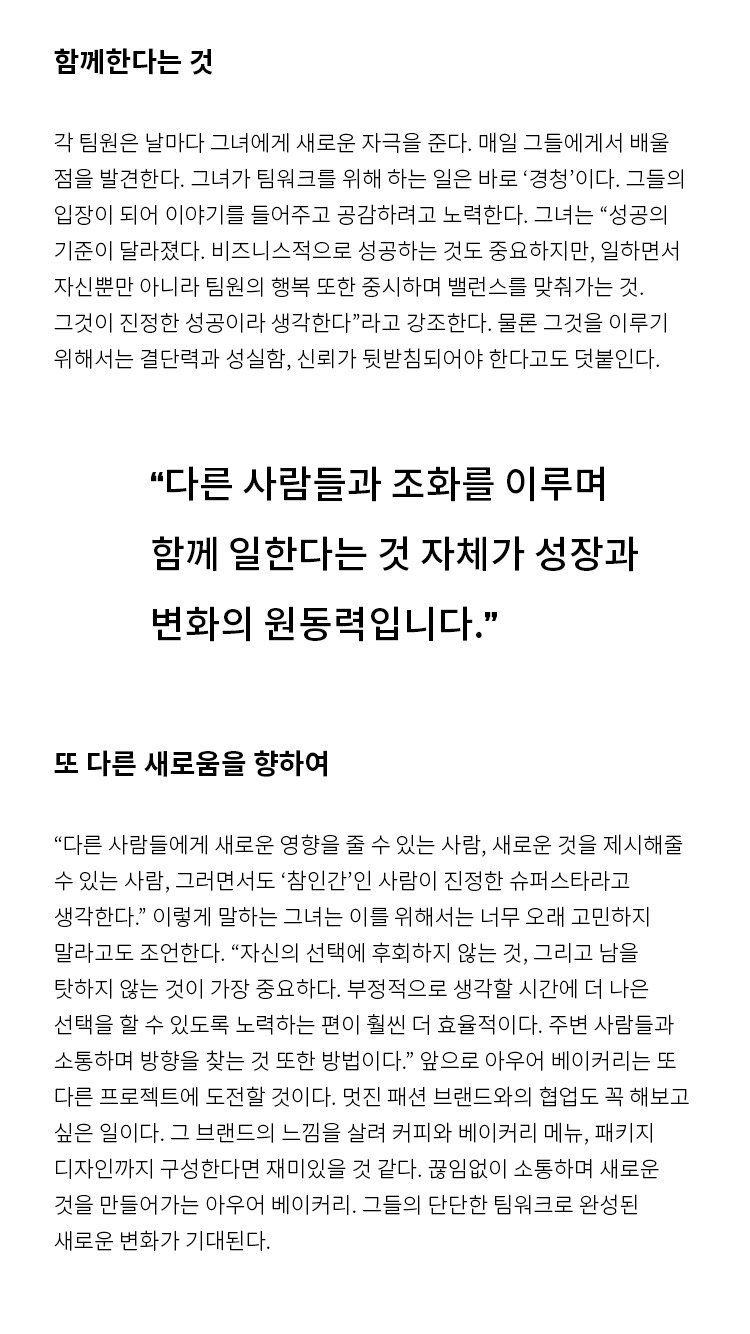 함께한다는 것
각 팀원은 날마다 그녀에게 새로운 자극을 준다. 매일 그들에게서 배울
점을 발견한다. 그녀가 팀워크를 위해 하는 일은 바로 ‘경청’이다. 그들의
입장이 되어 이야기를 들어주고 공감하려고 노력한다. 그녀는 “성공의
기준이 달라졌다. 비즈니스적으로 성공하는 것도 중요하지만, 일하면서
자신뿐만 아니라 팀원의 행복 또한 중시하며 밸런스를 맞춰가는 것.
그것이 진정한 성공이라 생각한다”라고 강조한다. 물론 그것을 이루기
위해서는 결단력과 성실함, 신뢰가 뒷받침되어야 한다고도 덧붙인다.
“다른 사람들과 조화를 이루며
함께 일한다는 것 자체가 성장과
변화의 원동력입니다.”
또 다른 새로움을 향하여
“다른 사람들에게 새로운 영향을 줄 수 있는 사람, 새로운 것을 제시해줄
수 있는 사람, 그러면서도 ‘참인간’인 사람이 진정한 슈퍼스타라고
생각한다.” 이렇게 말하는 그녀는 이를 위해서는 너무 오래 고민하지
말라고도 조언한다. “자신의 선택에 후회하지 않는 것, 그리고 남을
탓하지 않는 것이 가장 중요하다. 부정적으로 생각할 시간에 더 나은
선택을 할 수 있도록 노력하는 편이 훨씬 더 효율적이다. 주변 사람들과
소통하며 방향을 찾는 것 또한 방법이다.” 앞으로 아우어 베이커리는 또
다른 프로젝트에 도전할 것이다. 멋진 패션 브랜드와의 협업도 꼭 해보고
싶은 일이다. 그 브랜드의 느낌을 살려 커피와 베이커리 메뉴, 패키지
디자인까지 구성한다면 재미있을 것 같다. 끊임없이 소통하며 새로운
것을 만들어가는 아우어 베이커리. 그들의 단단한 팀워크로 완성된
새로운 변화가 기대된다.